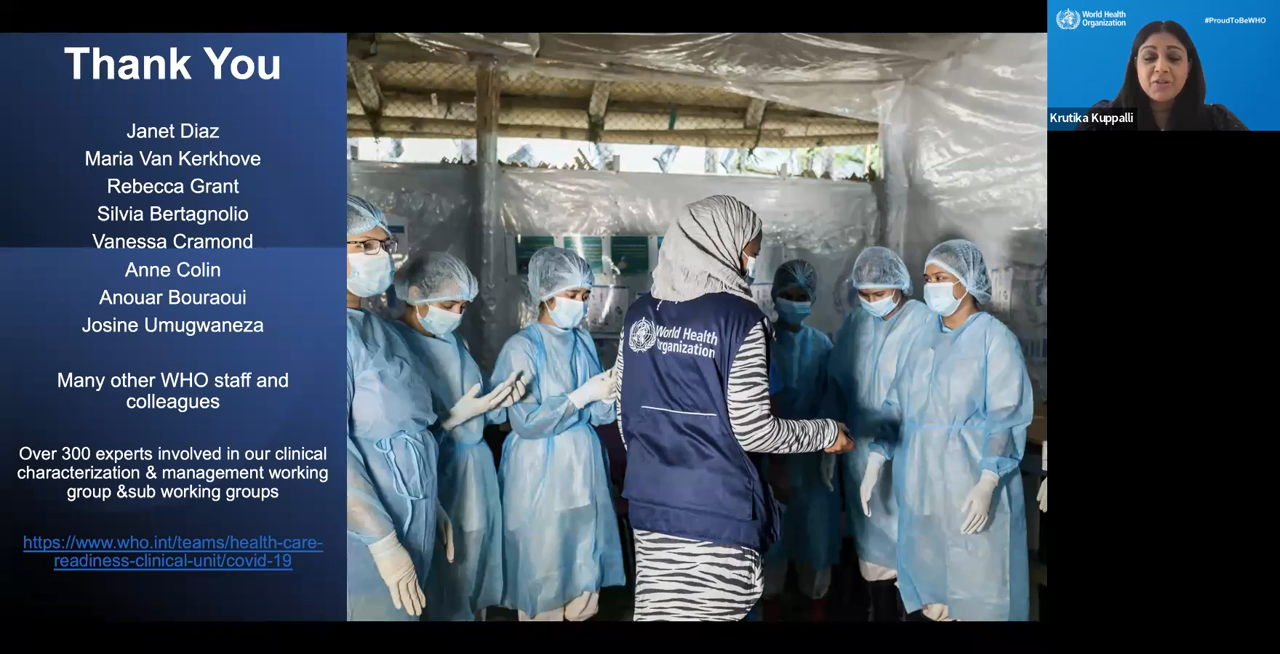 Thank You
Janet Diaz
Maria Van Kerkhove
Rebecca Grant
Silvia Bertagnolio
Vanessa Cramond
Anne Colin
Anouar Bouraoui
Josine Umugwaneza
Many other WHO staff and
colleagues
Over 300 experts involved in our clinical
characterization & management working
group &sub working groups
https://www.who.int/teams/health-care-
readiness-clinical-unit/covid-19
World Health
Organization
World Health
Organization
#ProudToBeWHO
Krutika Kuppalli